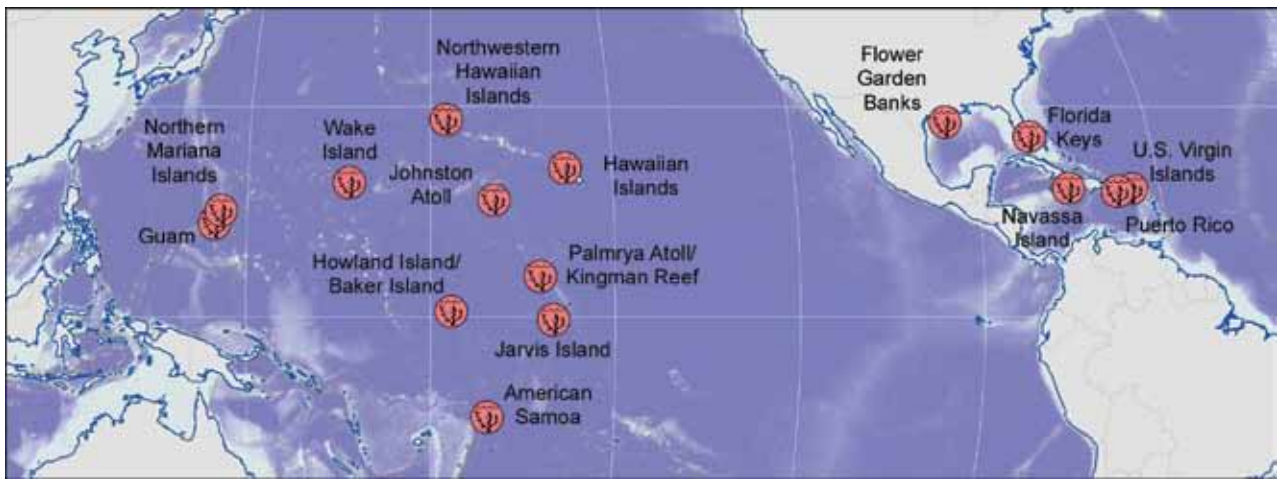 Northwestern
Hawaiian
Islands
Northern
Mariana
Islands
Wake
Island
Johnston
Atoll
Hawaiian
Islands
Guam
Howland Island/
Baker Island
Palmrya Atoll/
Kingman Reef
Jarvis Island
American
Samoa
Flower
Garden
Banks
Florida
Keys
U.S. Virgin
Islands
Navassa
Island
Puerto Rico